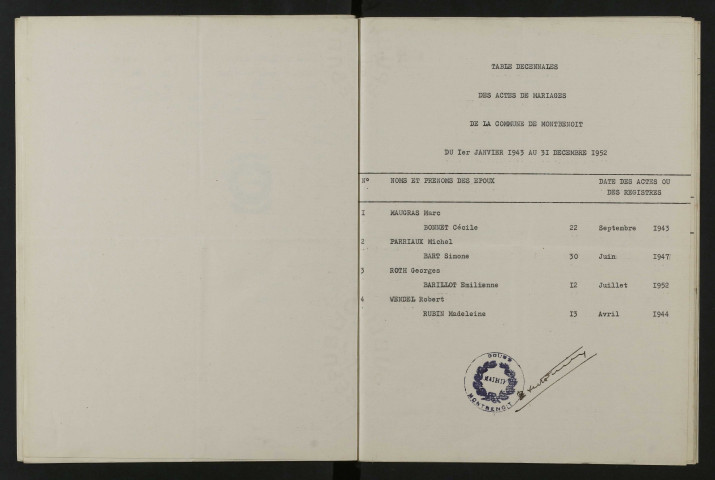 TABLE DECENNALES
DES ACTES DE MARIAGES
DE LA COMMUNE DE MONTBENOIT
DU 1er JANVIER 1943 AU 31 DECEMBRE 1952
N° NOMS ET PRENOMS DES EPOUX DATE DES ACTES OU
DES REGISTRES
1 MAUGRAS Marc
BONNET Cécile 22 Septembre 1943
2 PARRIAUX Michel
BART Simone 30 Juin 1947
3 ROTH Georges
BARILLOT Emilienne 12 Juillet 1952
4 WENDEL Robert
RUBIN Madeleine 13 Avril 1944
DOUBS
MAIRIE
MONTBENOIT